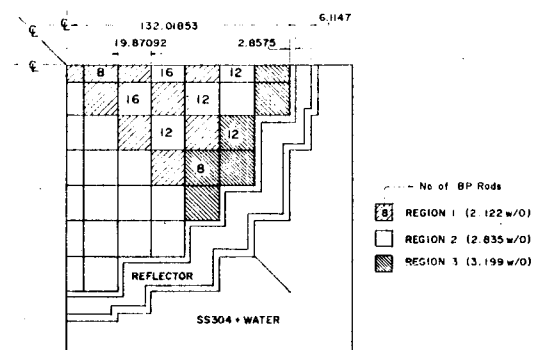 6.1147
132.01853
℄
19.87092
2.8575
℄
8 16 12
16 12
12 12
8
No of BP Rods
8 REGION 1 (2.122 w/o)
REGION 2 (2.835 w/o)
REGION 3 (3.199 w/o)
REFLECTOR
SS304 + WATER